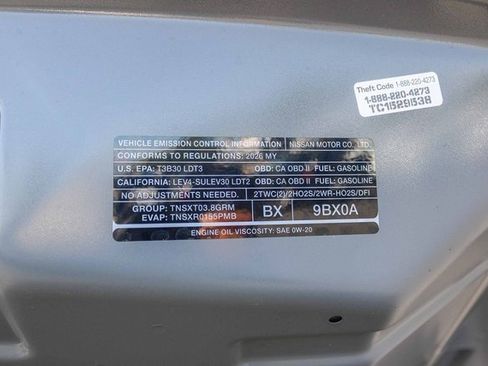 Theft Code 1-888-220-4273
1-888-220-4273
TC1529538
VEHICLE EMISSION CONTROL INFORMATION NISSAN MOTOR CO., LTD.
CONFORMS TO REGULATIONS: 2026 MY
U.S. EPA: T3B30 LDT3 OBD: CA OBD II FUEL: GASOLINE
CALIFORNIA: LEV4-SULEV30 LDT2 OBD: CA OBD II FUEL: GASOLINE
NO ADJUSTMENTS NEEDED. 2TWC(2)/2HO2S/2WR-HO2S/DFI
GROUP: TNSXT03.8GRM
EVAP: TNSXR0155PMB
BX 9BX0A
ENGINE OIL VISCOSITY: SAE 0W-20